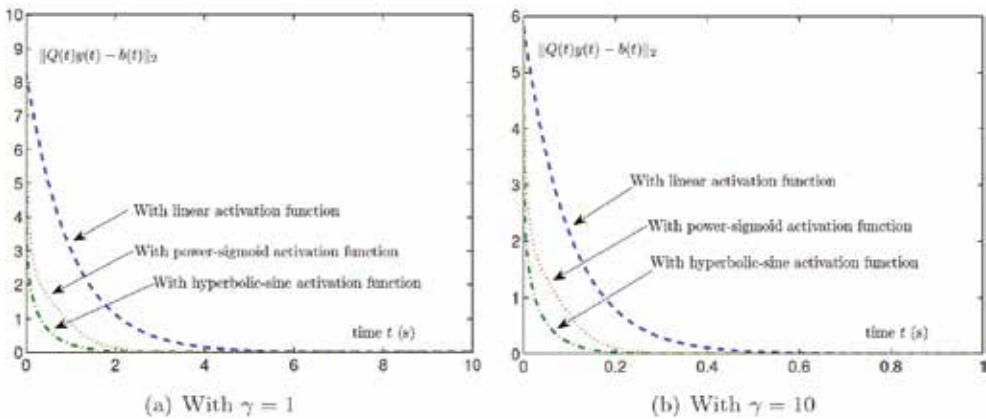 10
9
8
7
6
5
4
3
2
1
0
‖Q(t)y(t) − b(t)‖₂
With linear activation function
With power-sigmoid activation function
With hyperbolic-sine activation function
time t (s)
0 2 4 6 8 10
(a) With γ = 1
6
5
4
3
2
1
0
‖Q(t)y(t) − b(t)‖₂
With linear activation function
With power-sigmoid activation function
With hyperbolic-sine activation function
time t (s)
0 0.2 0.4 0.6 0.8 1
(b) With γ = 10